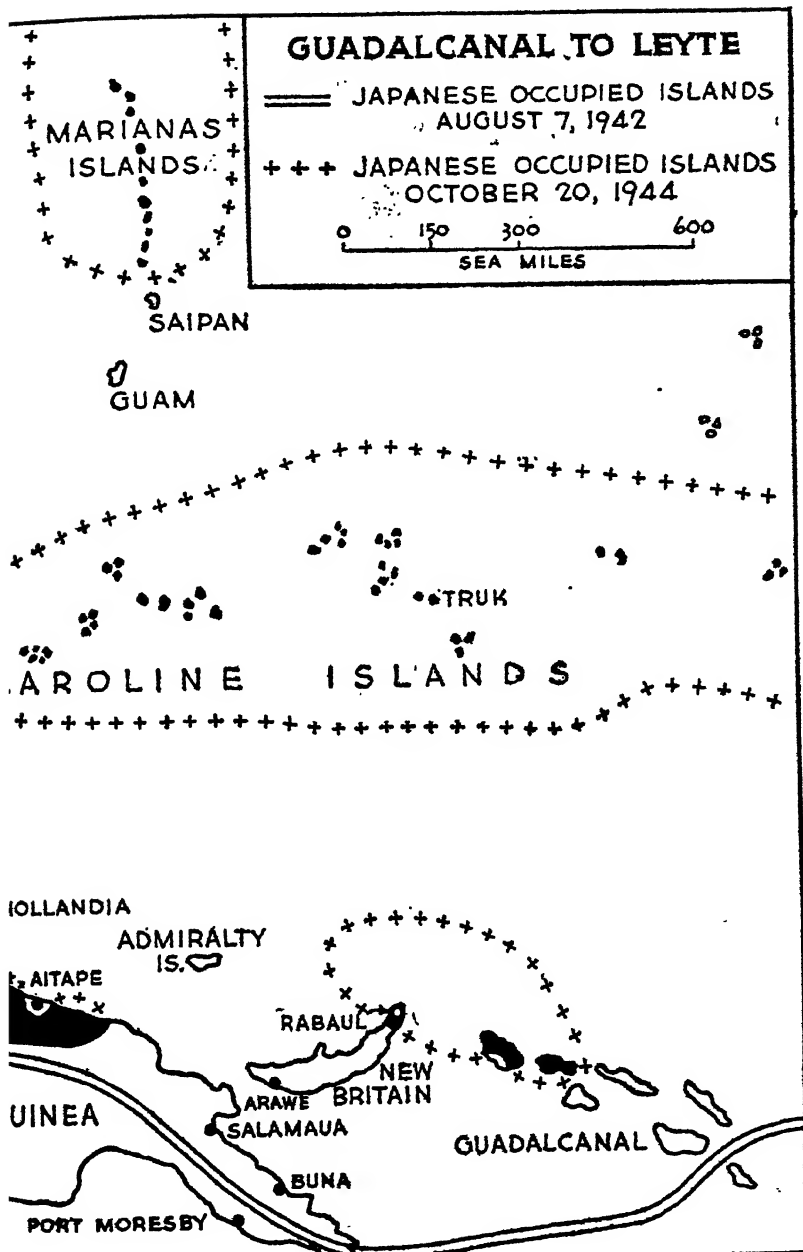 GUADALCANAL TO LEYTE
JAPANESE OCCUPIED ISLANDS
AUGUST 7, 1942
+ + + JAPANESE OCCUPIED ISLANDS
OCTOBER 20, 1944
0 150 300 600
SEA MILES
MARIANAS
ISLANDS
SAIPAN
GUAM
TRUK
AROLINE ISLANDS
HOLLANDIA
ADMIRALTY
IS.
AITAPE
RABAUL
NEW
BRITAIN
ARAWE
UINEA
SALAMAUA
GUADALCANAL
BUNA
PORT MORESBY